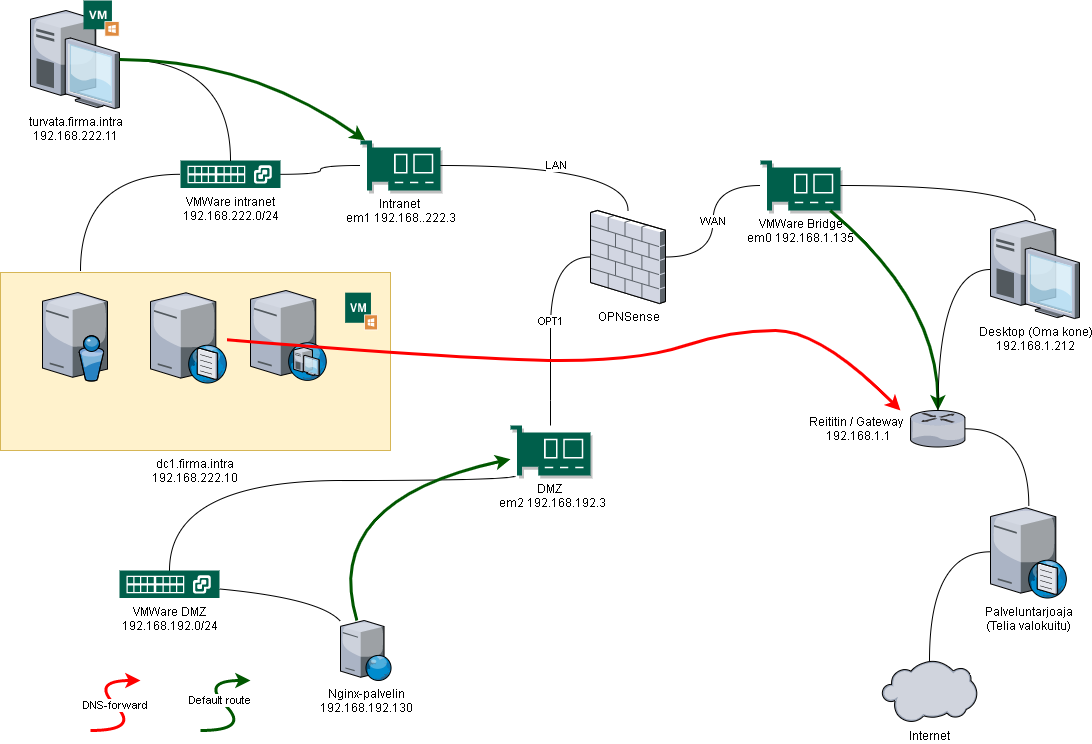 VM
turvata.firma.intra
192.168.222.11
VMWare intranet
192.168.222.0/24
Intranet
em1 192.168..222.3
LAN
WAN
VMWare Bridge
em0 192.168.1.135
OPNSense
OPT1
Desktop (Oma kone)
192.168.1.212
VM
dc1.firma.intra
192.168.222.10
Reititin / Gateway
192.168.1.1
DMZ
em2 192.168.192.3
VMWare DMZ
192.168.192.0/24
Nginx-palvelin
192.168.192.130
Palveluntarjoaja
(Telia valokuitu)
Internet
DNS-forward
Default route